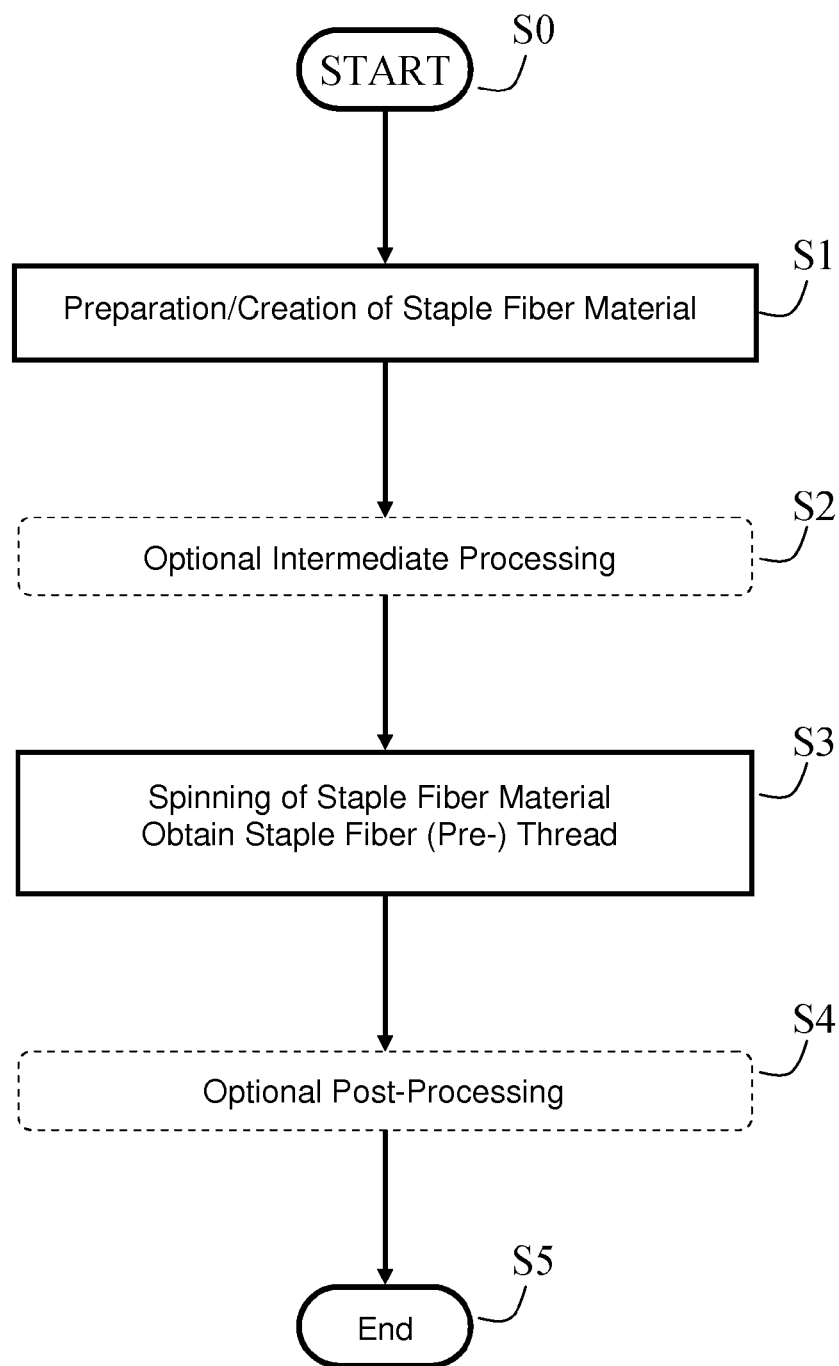 START
S0
Preparation/Creation of Staple Fiber Material
S1
Optional Intermediate Processing
S2
Spinning of Staple Fiber Material
Obtain Staple Fiber (Pre-) Thread
S3
Optional Post-Processing
S4
End
S5